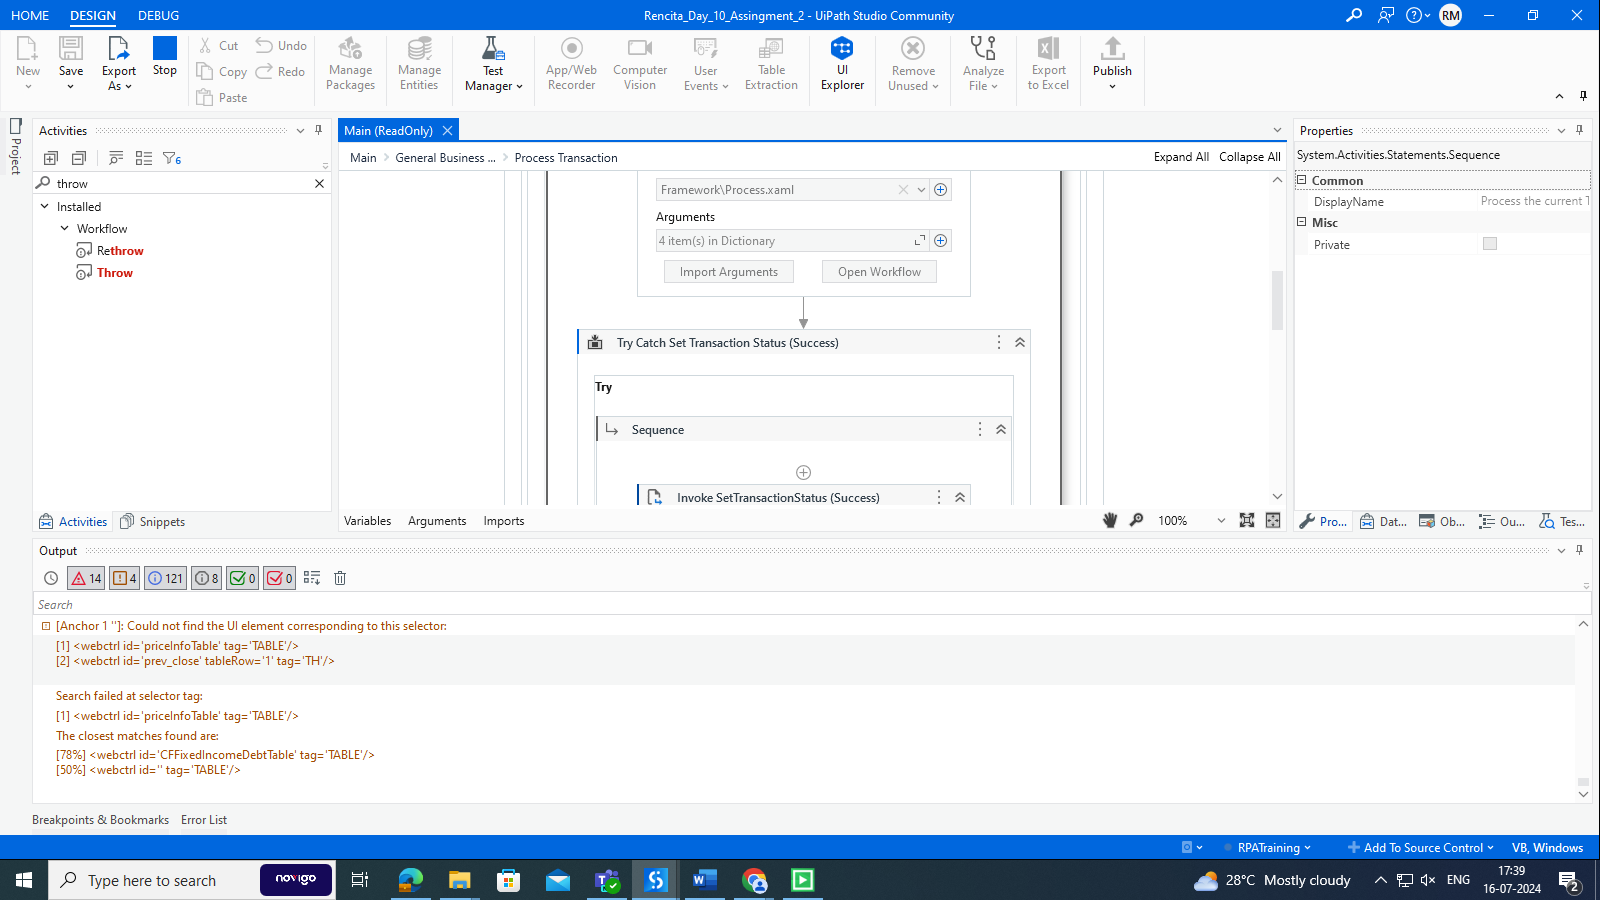 HOME DESIGN DEBUG
Rencita_Day_10_Assingment_2 - UiPath Studio Community
RM
New
Save
Export As
Stop
Cut
Copy
Paste
Undo
Redo
Manage Packages
Manage Entities
Test Manager
App/Web Recorder
Computer Vision
User Events
Table Extraction
UI Explorer
Remove Unused
Analyze File
Export to Excel
Publish
Project
Activities
6
throw
Installed
Workflow
Rethrow
Throw
Activities Snippets
Main (ReadOnly)
Main General Business ... Process Transaction
Expand All Collapse All
Framework\Process.xaml
Arguments
4 item(s) in Dictionary
Import Arguments Open Workflow
Try Catch Set Transaction Status (Success)
Try
Sequence
Invoke SetTransactionStatus (Success)
Variables Arguments Imports
100%
Properties
System.Activities.Statements.Sequence
Common
DisplayName Process the current T
Misc
Private
Pro... Dat... Ob... Ou... Tes...
Output
14 4 121 8 0 0
Search
[Anchor 1 '']: Could not find the UI element corresponding to this selector:
[1] <webctrl id='priceInfoTable' tag='TABLE'/>
[2] <webctrl id='prev_close' tableRow='1' tag='TH'/>
Search failed at selector tag:
[1] <webctrl id='priceInfoTable' tag='TABLE'/>
The closest matches found are:
[78%] <webctrl id='CFFixedIncomeDebtTable' tag='TABLE'/>
[50%] <webctrl id='' tag='TABLE'/>
Breakpoints & Bookmarks Error List
RPATraining Add To Source Control VB, Windows
Type here to search
novigo
28°C Mostly cloudy
ENG
17:39
16-07-2024
2